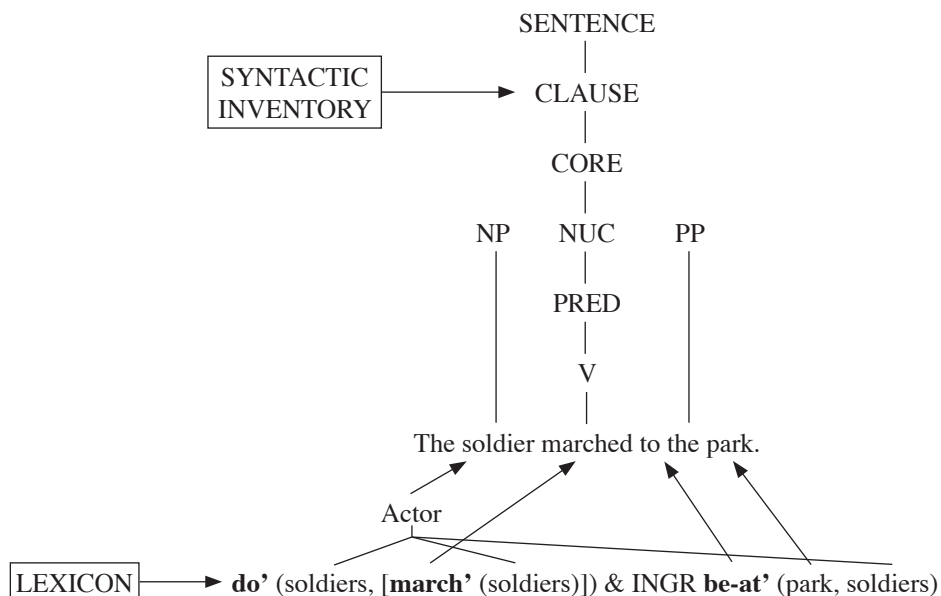 SENTENCE
SYNTACTIC
INVENTORY
CLAUSE
CORE
NP NUC PP
PRED
V
The soldier marched to the park.
Actor
LEXICON do’ (soldiers, [march’ (soldiers)]) & INGR be-at’ (park, soldiers)